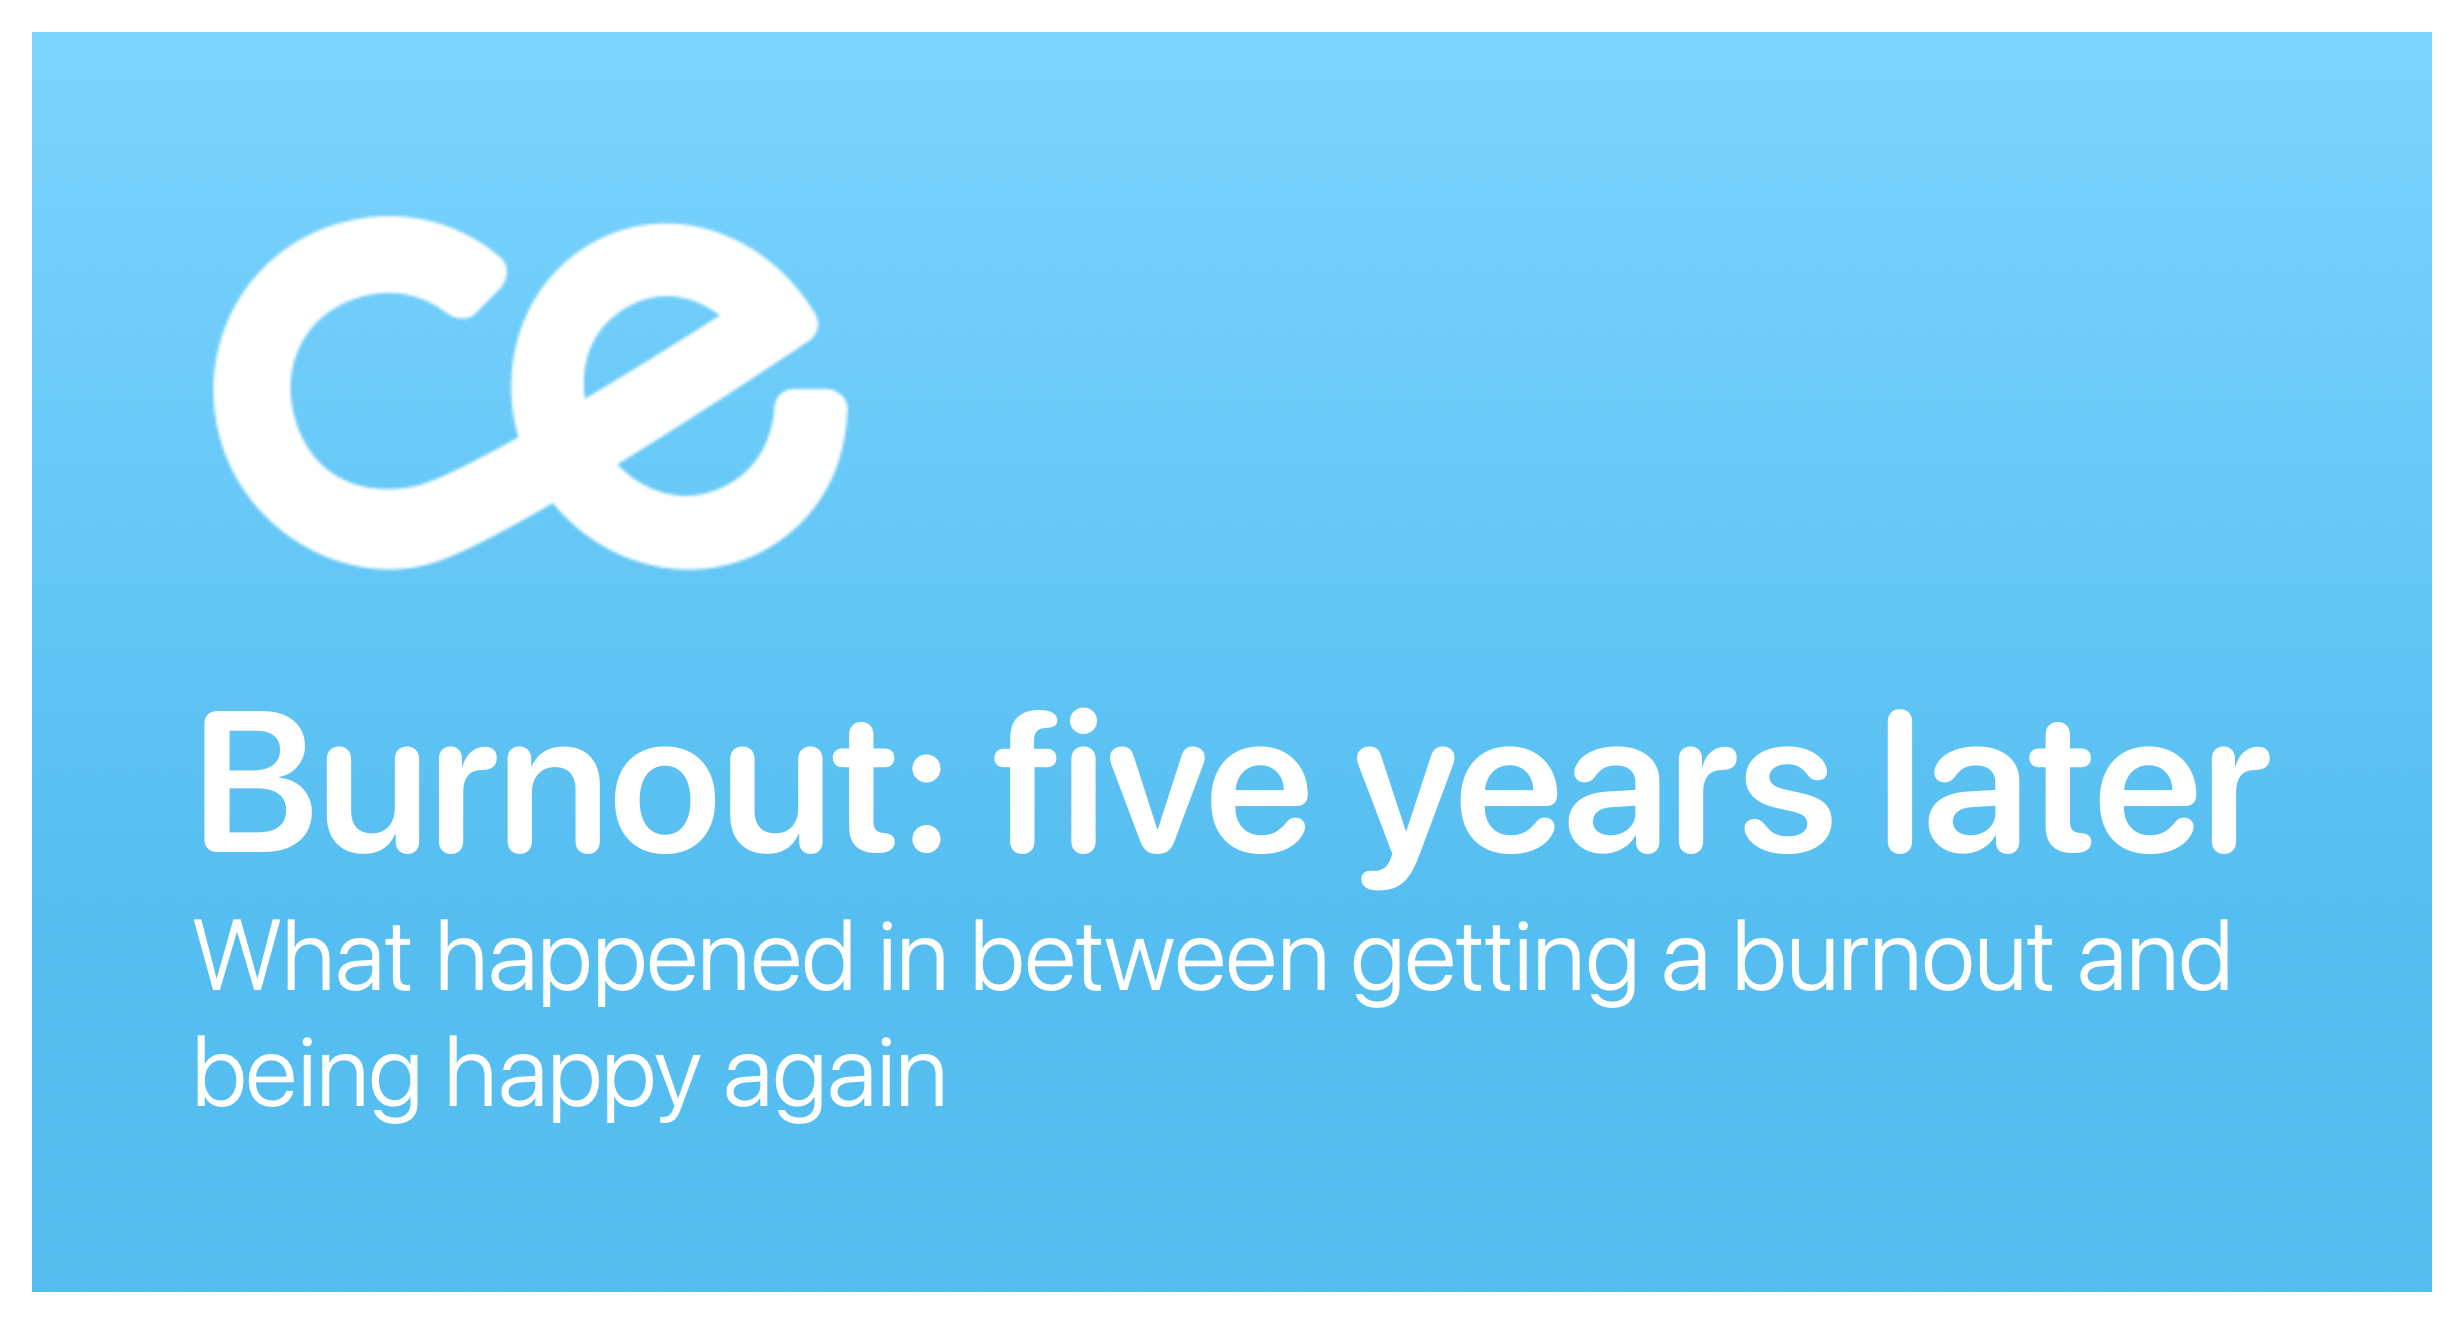 ce
Burnout: five years later
What happened in between getting a burnout and
being happy again